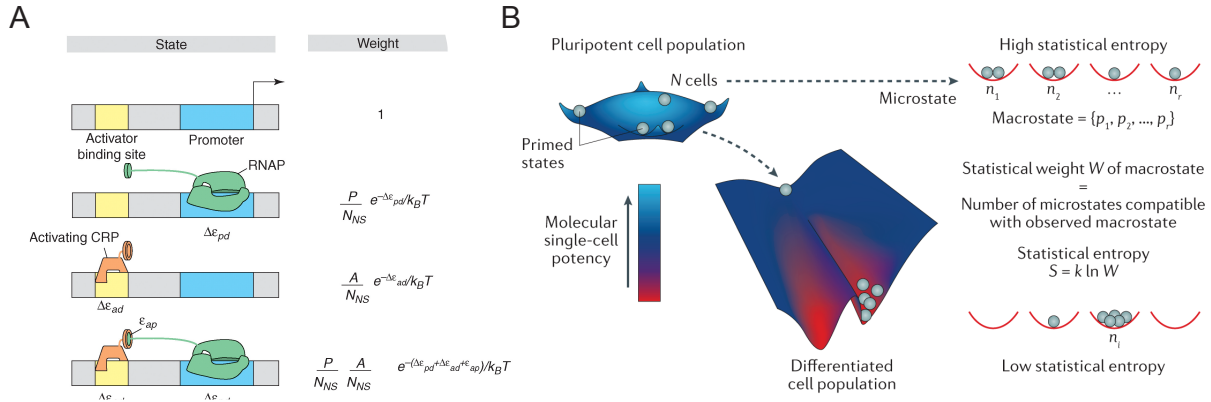 A
State
Weight
1
Activator
binding site
Promoter
RNAP
Δε_pd
P/N_NS e^{-Δε_pd/k_BT}
Activating CRP
Δε_ad
A/N_NS e^{-Δε_ad/k_BT}
ε_ap
P/N_NS A/N_NS e^{-(Δε_pd+Δε_ad+ε_ap)/k_BT}
B
Pluripotent cell population
N cells
Microstate
Primed
states
Molecular
single-cell
potency
Differentiated
cell population
High statistical entropy
n_1 n_2 ... n_r
Macrostate = {p_1, p_2, ..., p_r}
Statistical weight W of macrostate
=
Number of microstates compatible
with observed macrostate
Statistical entropy
S = k ln W
n_i
Low statistical entropy